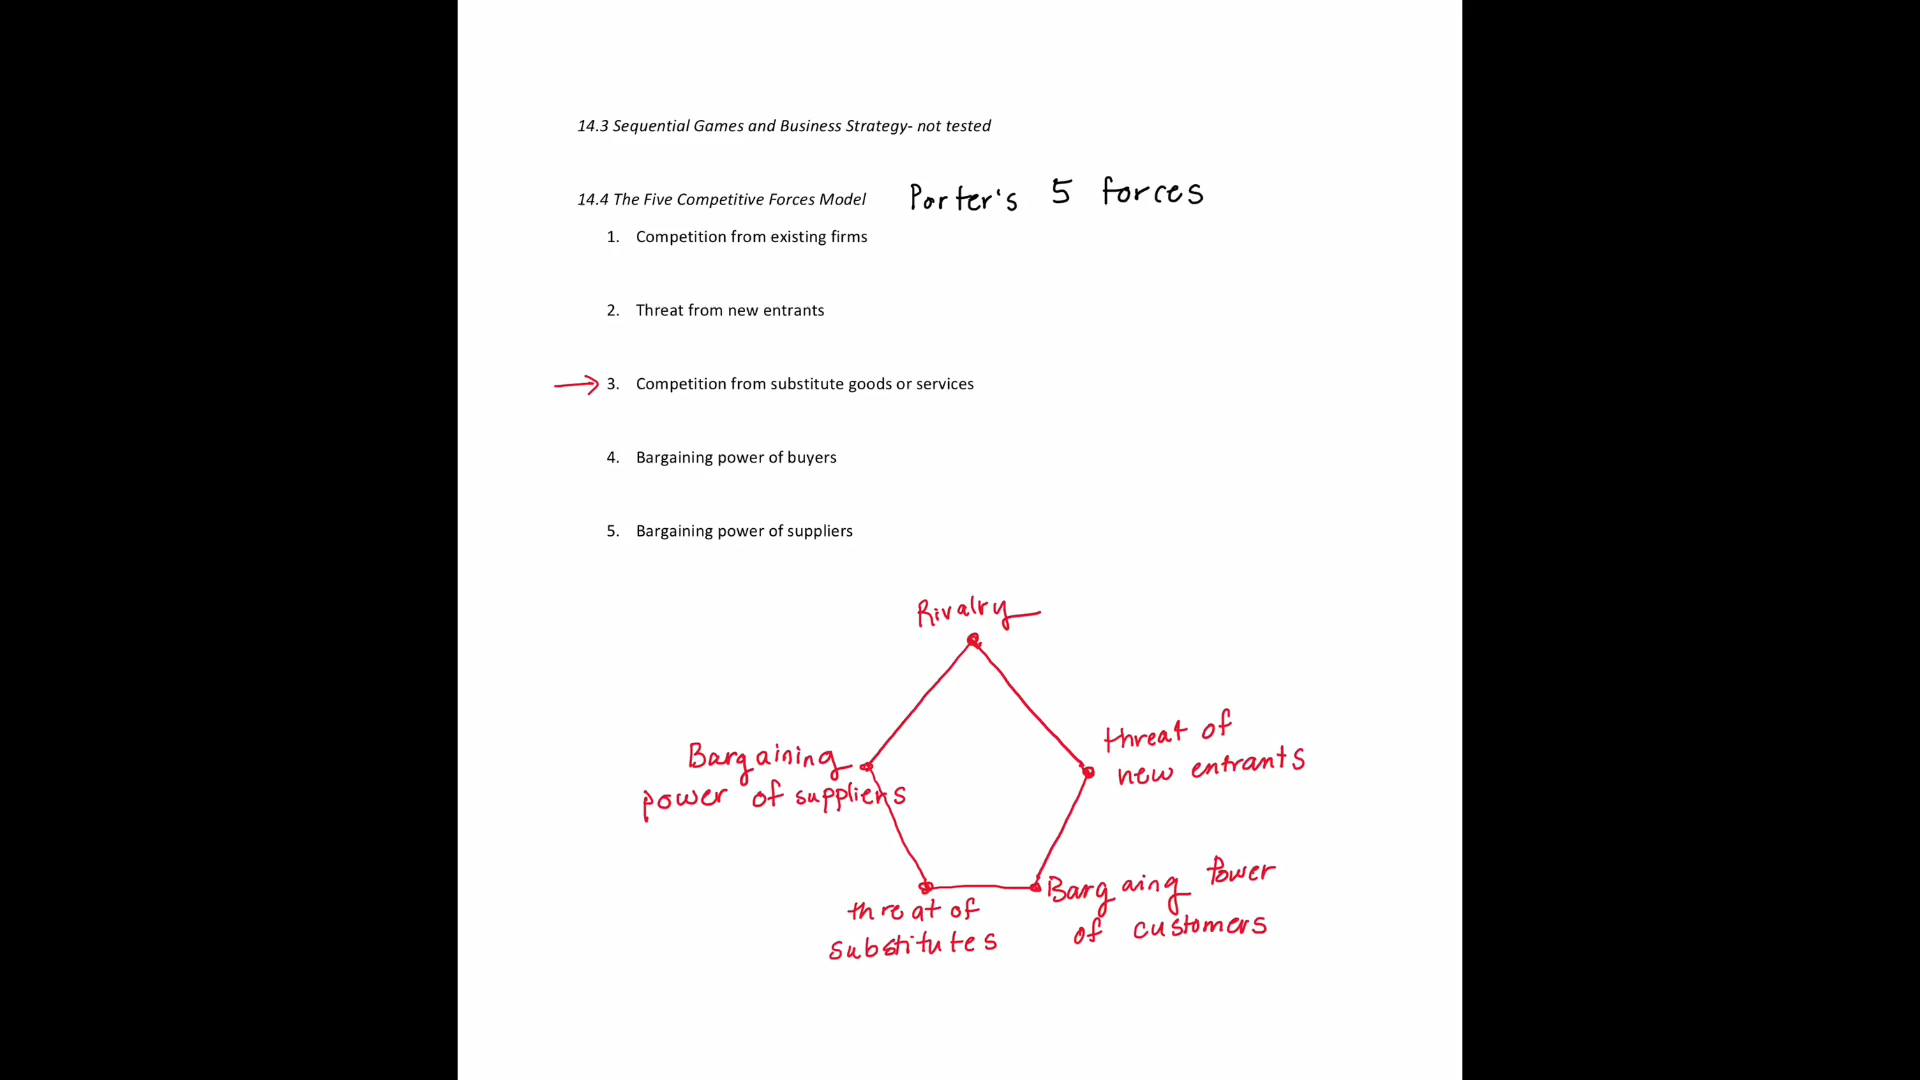 14.3 Sequential Games and Business Strategy- not tested
14.4 The Five Competitive Forces Model Porter's 5 forces
1. Competition from existing firms
2. Threat from new entrants
3. Competition from substitute goods or services
4. Bargaining power of buyers
5. Bargaining power of suppliers
Rivalry
threat of
new entrants
Bargaining
power of suppliers
Bargaing Power
of customers
threat of
substitutes